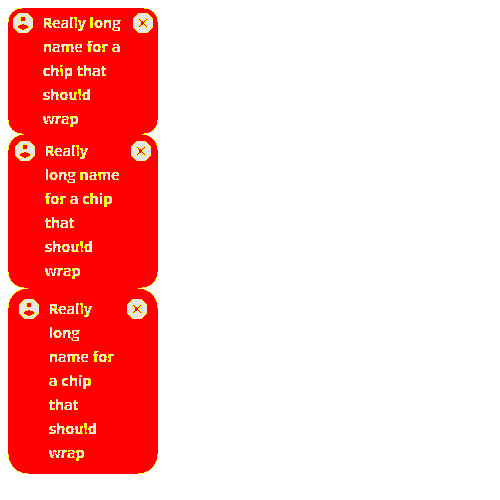 Really long
name for a
chip that
should
wrap
Really
long name
for a chip
that
should
wrap
Really
long
name for
a chip
that
should
wrap